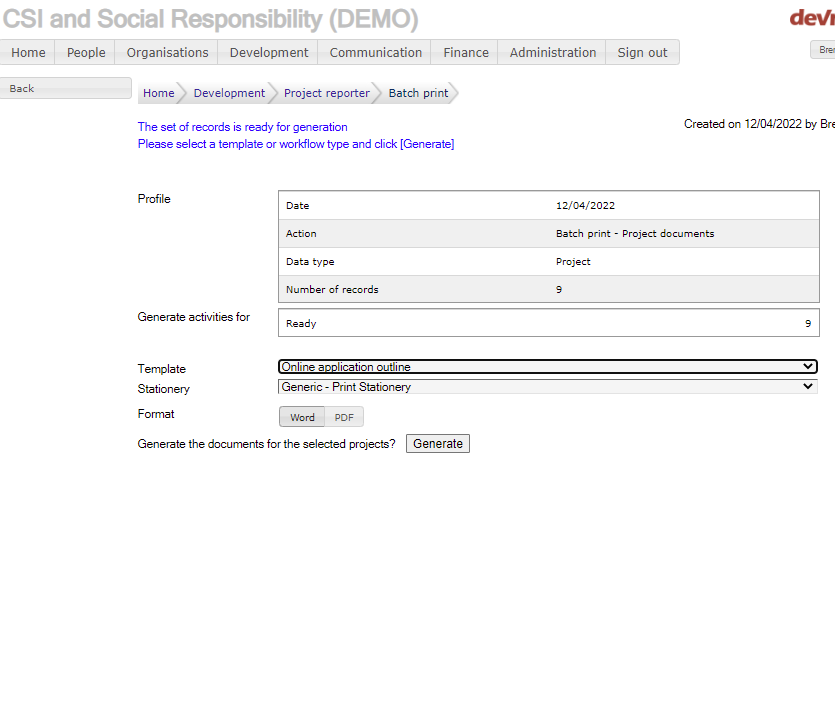 CSI and Social Responsibility (DEMO)
Home People Organisations Development Communication Finance Administration Sign out
Back
Home Development Project reporter Batch print
The set of records is ready for generation
Created on 12/04/2022 by
Please select a template or workflow type and click [Generate]
Profile
Date 12/04/2022
Action Batch print - Project documents
Data type Project
Number of records 9
Generate activities for
Ready 9
Template Online application outline
Stationery Generic - Print Stationery
Format Word PDF
Generate the documents for the selected projects? Generate